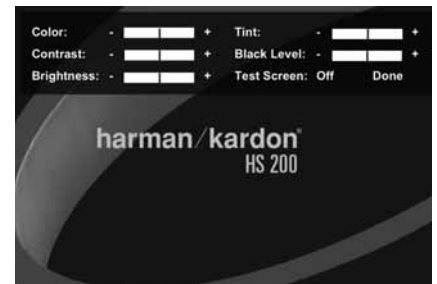 Color: - + Tint: - +
Contrast: - + Black Level: - +
Brightness: - + Test Screen: Off Done
harman/kardon®
HS 200